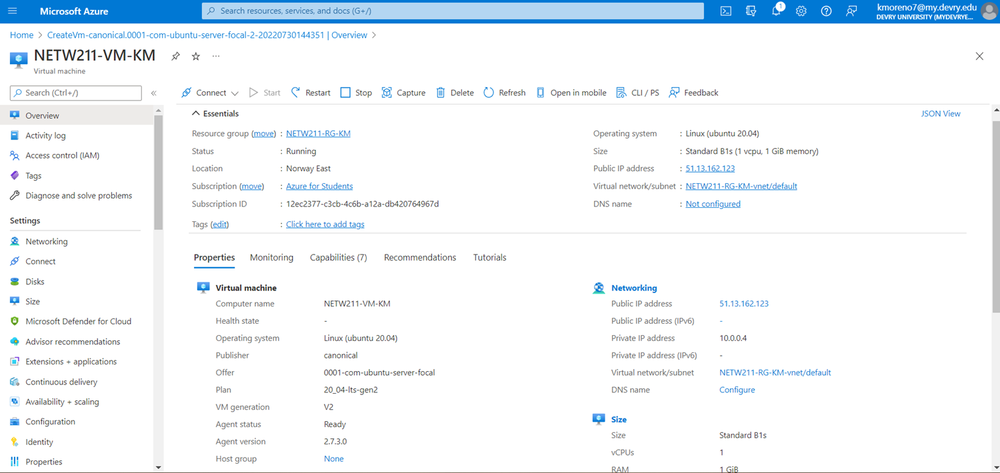 Microsoft Azure
Search resources, services, and docs (G+/)
1
kmoreno7@my.devry.edu
DEVRY UNIVERSITY (MYDEVRYE...
Home > CreateVm-canonical.0001-com-ubuntu-server-focal-2-20220730144351 | Overview >
NETW211-VM-KM
...
Virtual machine
Search (Ctrl+/)
«
Connect
Start
Restart
Stop
Capture
Delete
Refresh
Open in mobile
CLI / PS
Feedback
Overview
Activity log
Access control (IAM)
Tags
Diagnose and solve problems
Settings
Networking
Connect
Disks
Size
Microsoft Defender for Cloud
Advisor recommendations
Extensions + applications
Continuous delivery
Availability + scaling
Configuration
Identity
Properties
Essentials
JSON View
Resource group (move) : NETW211-RG-KM
Status : Running
Location : Norway East
Subscription (move) : Azure for Students
Subscription ID : 12ec2377-c3cb-4c6b-a12a-db420764967d
Tags (edit) : Click here to add tags
Operating system : Linux (ubuntu 20.04)
Size : Standard B1s (1 vcpu, 1 GiB memory)
Public IP address : 51.13.162.123
Virtual network/subnet : NETW211-RG-KM-vnet/default
DNS name : Not configured
Properties
Monitoring
Capabilities (7)
Recommendations
Tutorials
Virtual machine
Computer name NETW211-VM-KM
Health state -
Operating system Linux (ubuntu 20.04)
Publisher canonical
Offer 0001-com-ubuntu-server-focal
Plan 20_04-lts-gen2
VM generation V2
Agent status Ready
Agent version 2.7.3.0
Host group None
Networking
Public IP address 51.13.162.123
Public IP address (IPv6) -
Private IP address 10.0.0.4
Private IP address (IPv6) -
Virtual network/subnet NETW211-RG-KM-vnet/default
DNS name Configure
Size
Size Standard B1s
vCPUs 1
RAM 1 GiB